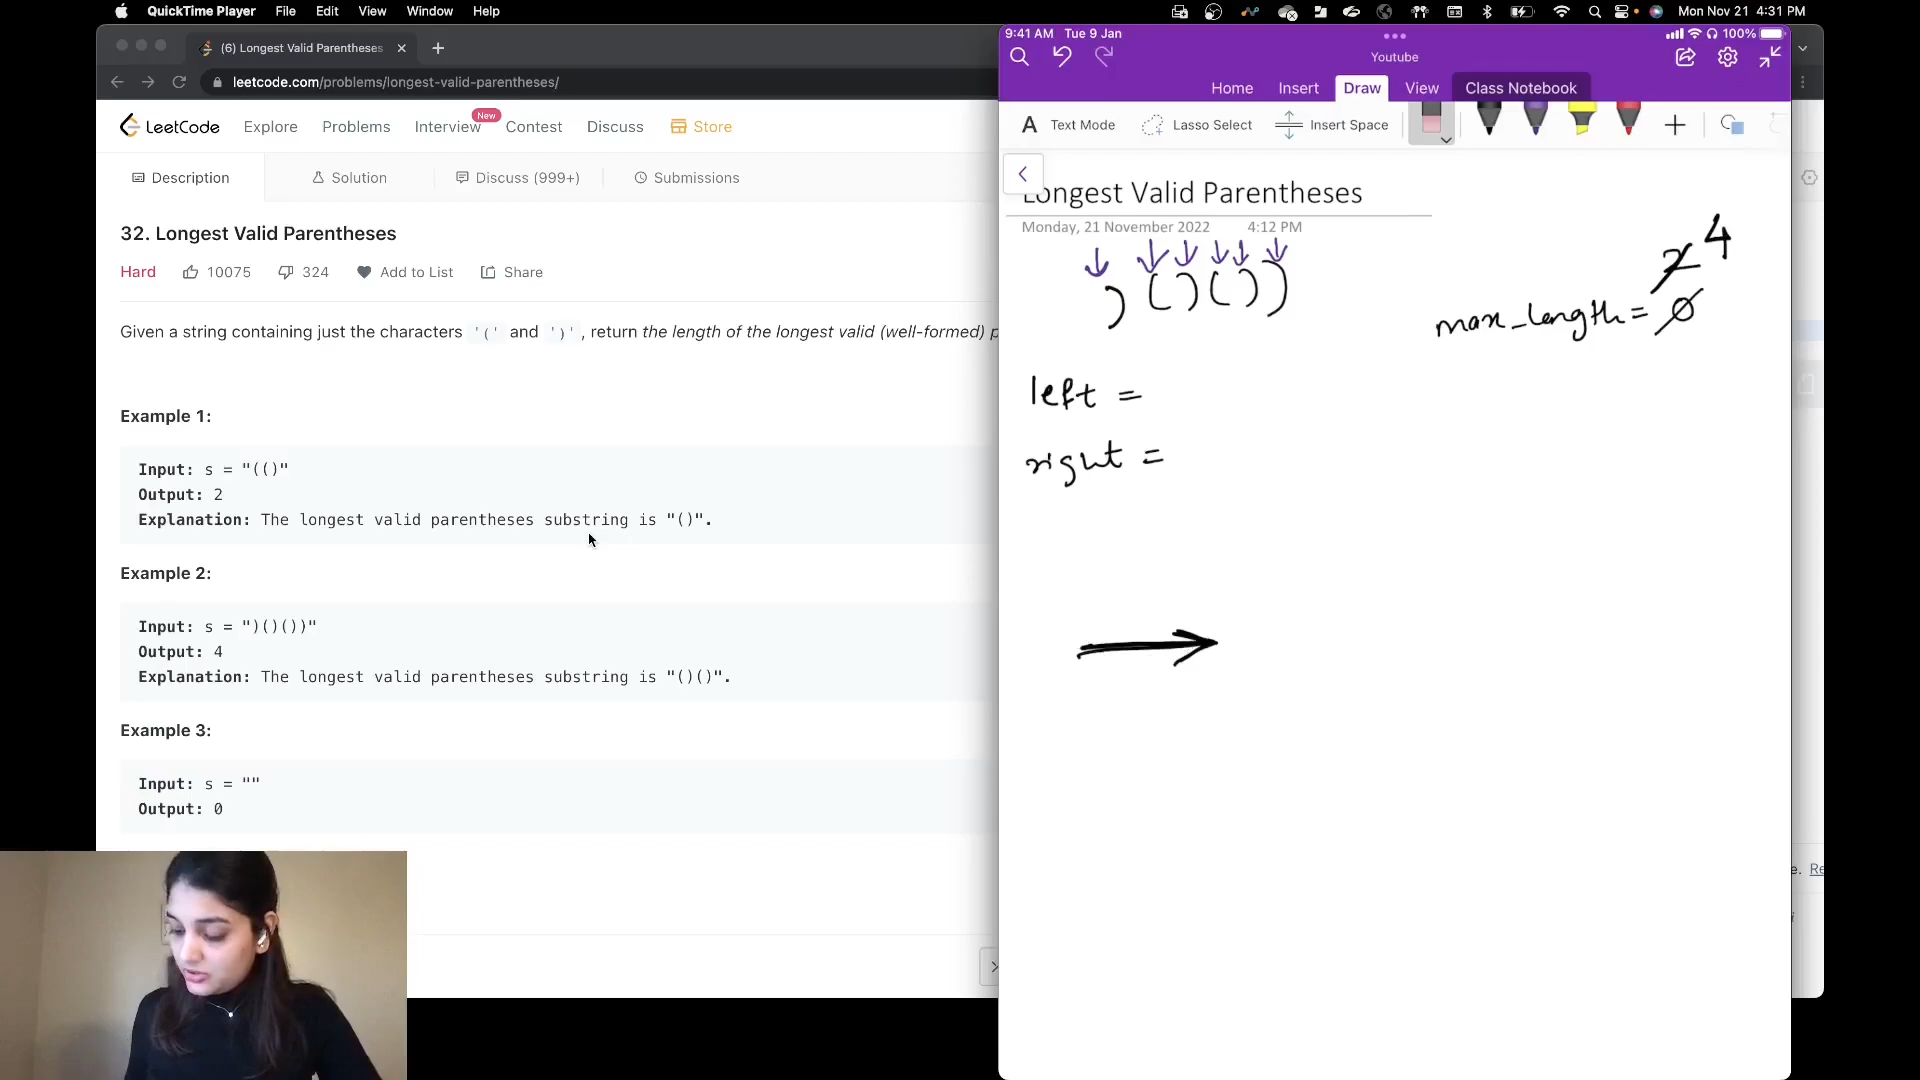 QuickTime Player File Edit View Window Help Mon Nov 21 4:31 PM
(6) Longest Valid Parentheses
leetcode.com/problems/longest-valid-parentheses/
LeetCode Explore Problems Interview New Contest Discuss Store
Description Solution Discuss (999+) Submissions
32. Longest Valid Parentheses
Hard 10075 324 Add to List Share
Given a string containing just the characters '(' and ')', return the length of the longest valid (well-formed) p
Example 1:
Input: s = "(()"
Output: 2
Explanation: The longest valid parentheses substring is "()".
Example 2:
Input: s = ")()())"
Output: 4
Explanation: The longest valid parentheses substring is "()()".
Example 3:
Input: s = ""
Output: 0
9:41 AM Tue 9 Jan 100%
Youtube
Home Insert Draw View Class Notebook
A Text Mode Lasso Select Insert Space
Longest Valid Parentheses
Monday, 21 November 2022 4:12 PM
)()())
2 4
max_length = 0
left =
right =
e. Re